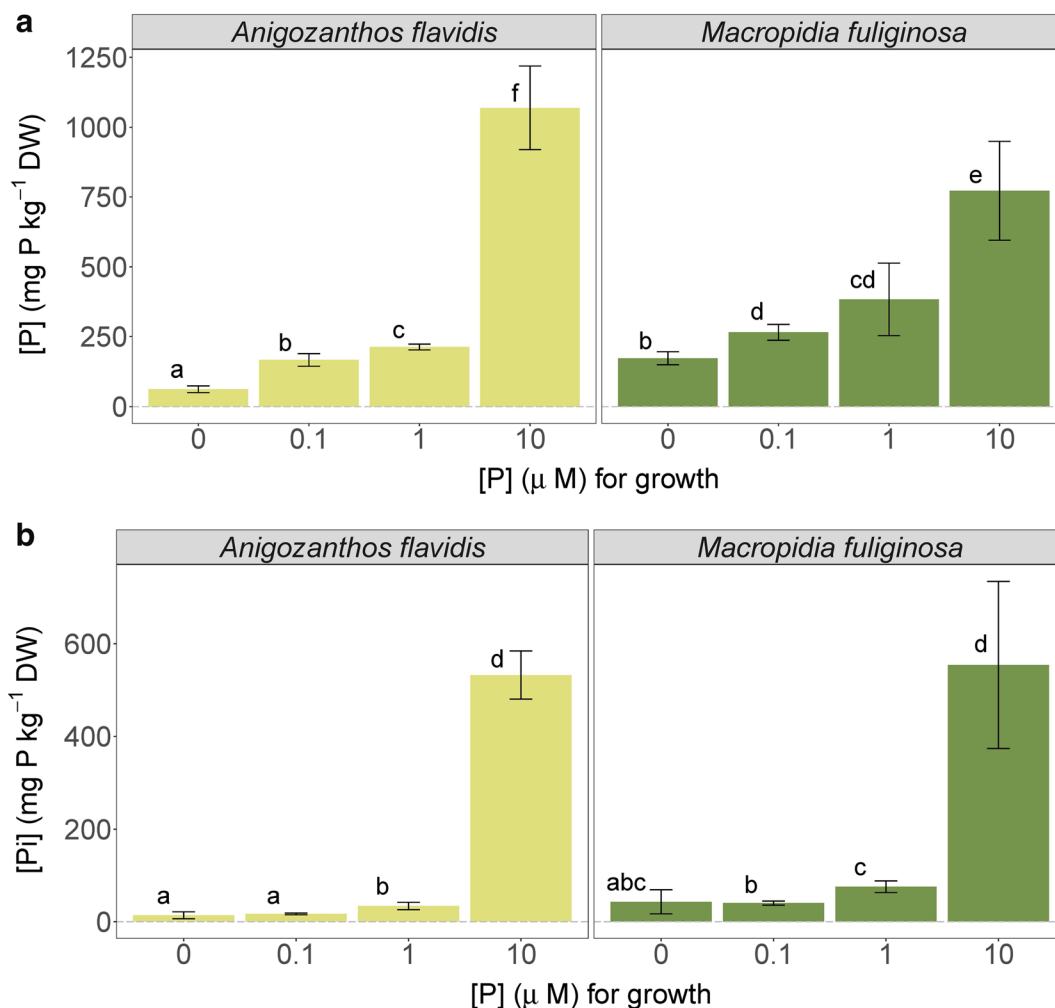 a
Anigozanthos flavidis Macropidia fuliginosa
[P] (mg P kg⁻¹ DW)
1250
1000
750
500
250
0
a b c f
b d cd e
0 0.1 1 10 0 0.1 1 10
[P] (μ M) for growth
b
Anigozanthos flavidis Macropidia fuliginosa
[Pi] (mg P kg⁻¹ DW)
600
400
200
0
a a b d
abc b c d
0 0.1 1 10 0 0.1 1 10
[P] (μ M) for growth